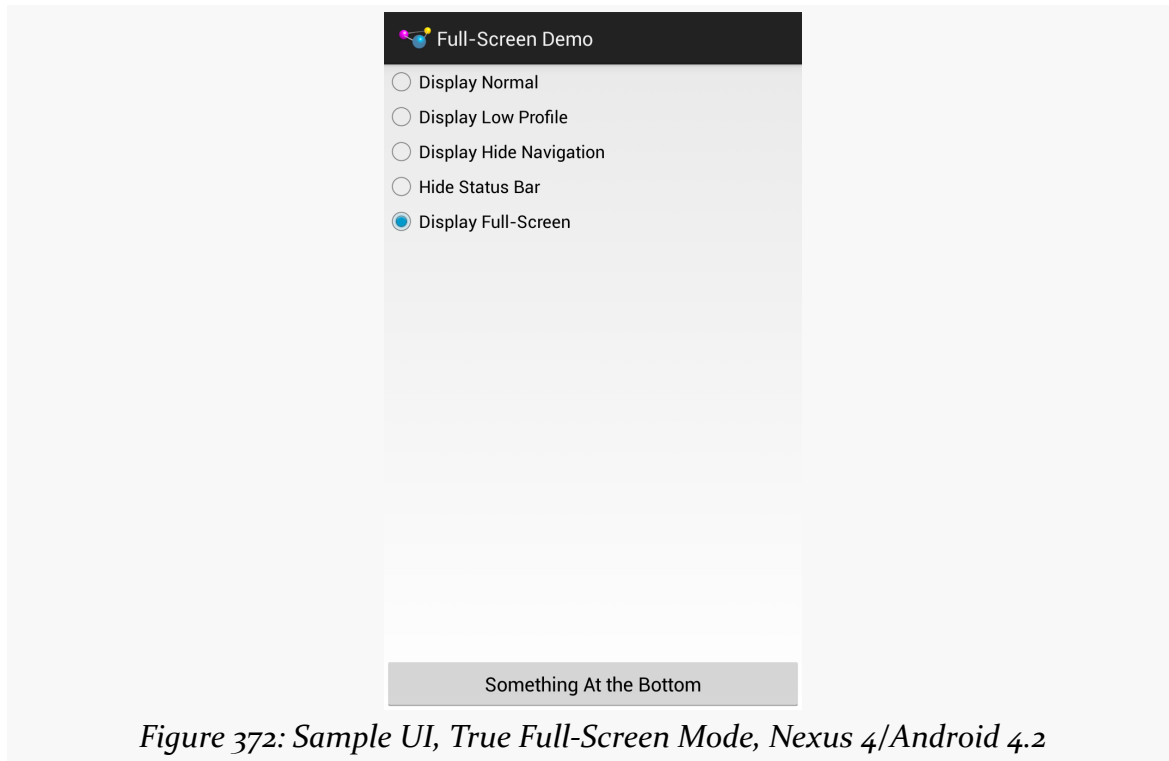 Full-Screen Demo
Display Normal
Display Low Profile
Display Hide Navigation
Hide Status Bar
Display Full-Screen
Something At the Bottom
Figure 372: Sample UI, True Full-Screen Mode, Nexus 4/Android 4.2